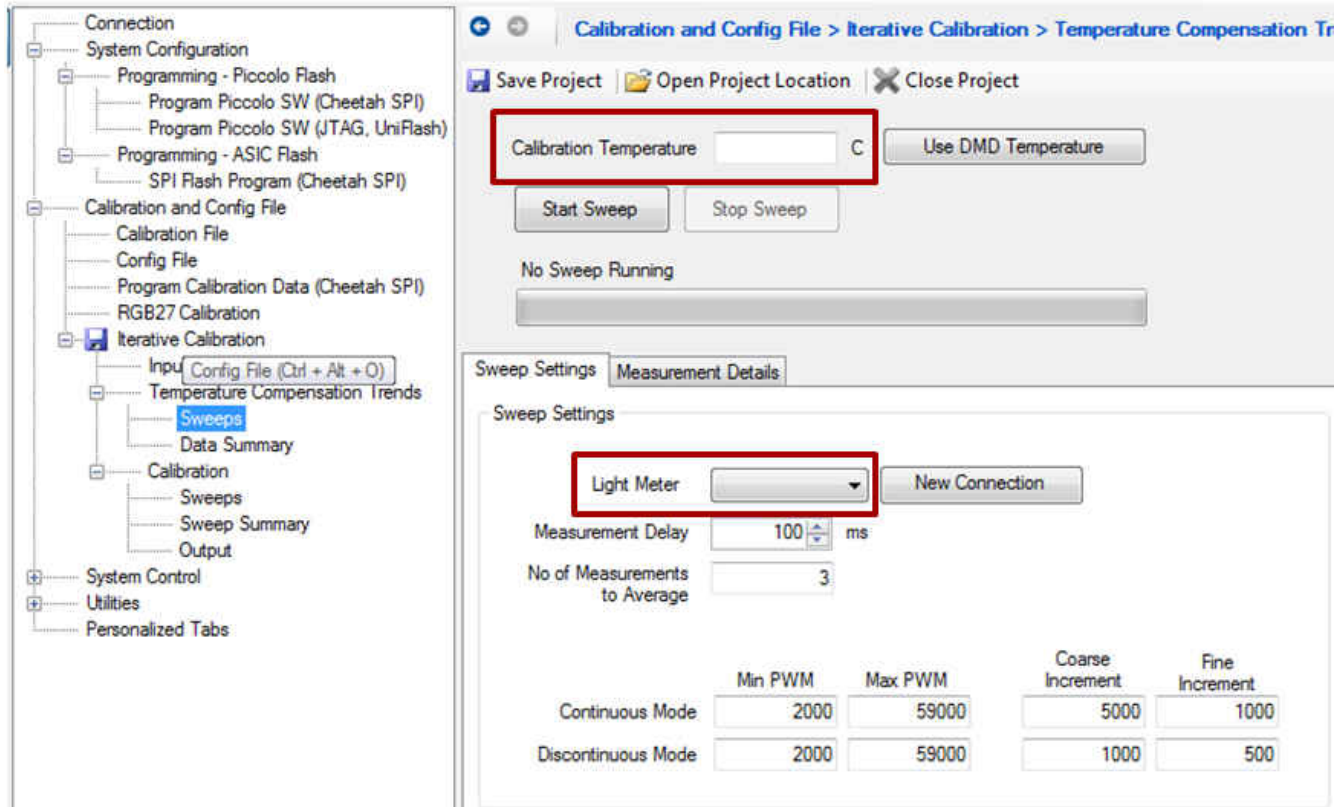 Connection
System Configuration
Programming - Piccolo Flash
Program Piccolo SW (Cheetah SPI)
Program Piccolo SW (JTAG, UniFlash)
Programming - ASIC Flash
SPI Flash Program (Cheetah SPI)
Calibration and Config File
Calibration File
Config File
Program Calibration Data (Cheetah SPI)
RGB27 Calibration
Iterative Calibration
Inpu
Config File (Ctrl + Alt + O)
Temperature Compensation Trends
Sweeps
Data Summary
Calibration
Sweeps
Sweep Summary
Output
System Control
Utilities
Personalized Tabs
Calibration and Config File > Iterative Calibration > Temperature Compensation Tr
Save Project Open Project Location Close Project
Calibration Temperature C Use DMD Temperature
Start Sweep Stop Sweep
No Sweep Running
Sweep Settings Measurement Details
Sweep Settings
Light Meter New Connection
Measurement Delay 100 ms
No of Measurements
to Average 3
Min PWM Max PWM Coarse Increment Fine Increment
Continuous Mode 2000 59000 5000 1000
Discontinuous Mode 2000 59000 1000 500